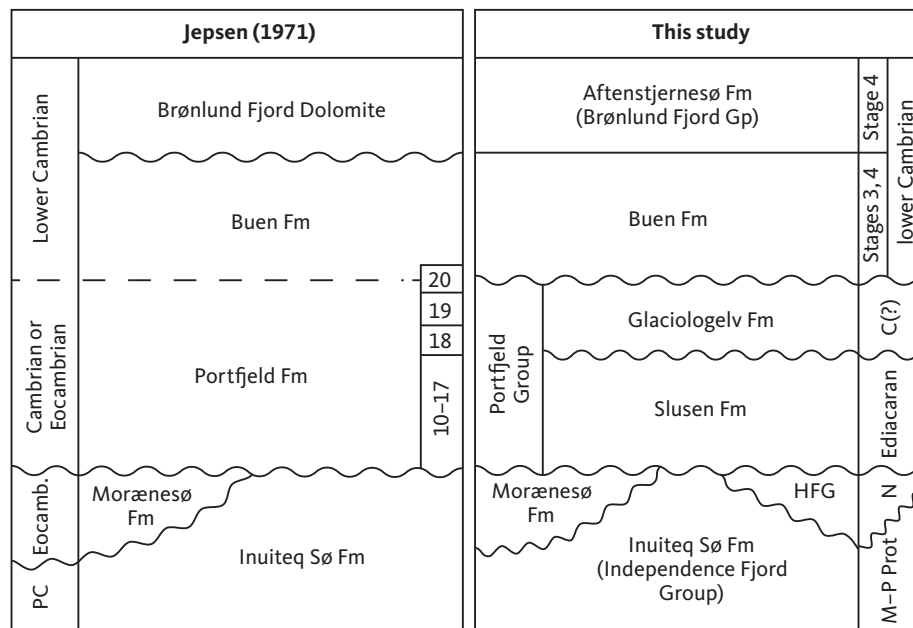 Jepsen (1971)
Lower Cambrian
Brønlund Fjord Dolomite
Buen Fm
Cambrian or
Eocambrian
20
19
18
10–17
Portfjeld Fm
Eocamb.
Morænesø
Fm
PC
Inuiteq Sø Fm
This study
Aftenstjernesø Fm
(Brønlund Fjord Gp)
Stage 4
lower Cambrian
Buen Fm
Stages 3, 4
Portfjeld
Group
Glaciologelv Fm
C(?)
Slusen Fm
Ediacaran
Morænesø
Fm
HFG
N
Inuiteq Sø Fm
(Independence Fjord
Group)
M–P Prot